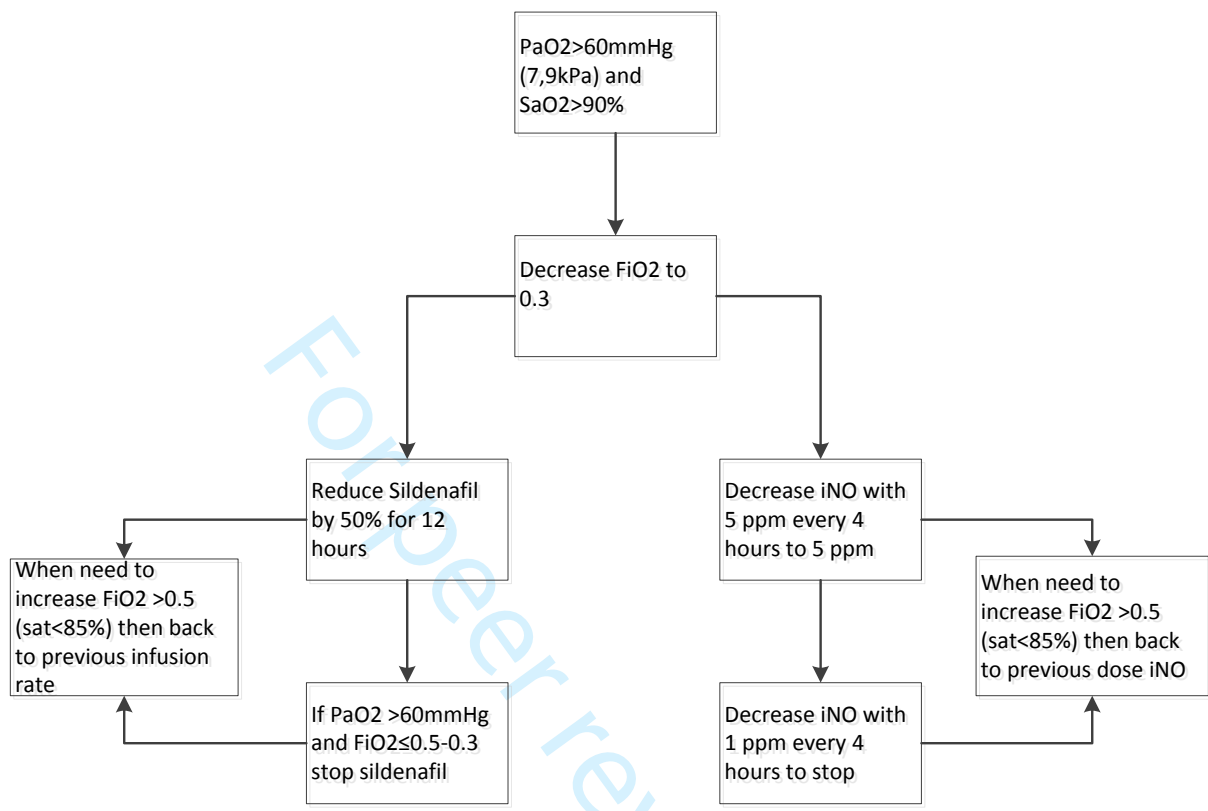 PaO2>60mmHg
(7,9kPa) and
SaO2>90%
Decrease FiO2 to
0.3
Reduce Sildenafil
by 50% for 12
hours
Decrease iNO with
5 ppm every 4
hours to 5 ppm
When need to
increase FiO2 >0.5
(sat<85%) then back
to previous infusion
rate
When need to
increase FiO2 >0.5
(sat<85%) then back
to previous dose iNO
If PaO2 >60mmHg
and FiO2≤0.5-0.3
stop sildenafil
Decrease iNO with
1 ppm every 4
hours to stop
For peer rev